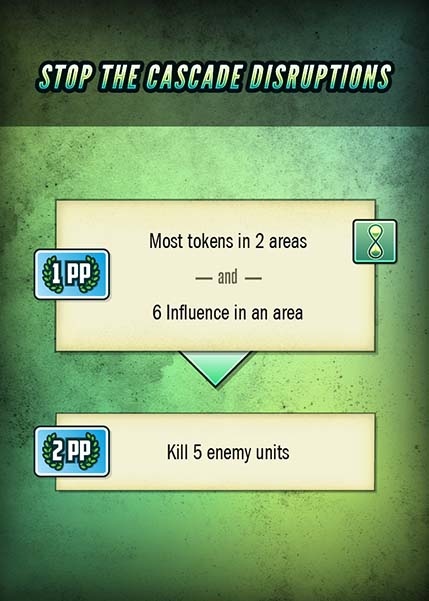 STOP THE CASCADE DISRUPTIONS
1 PP
Most tokens in 2 areas
— and —
6 Influence in an area
2 PP
Kill 5 enemy units